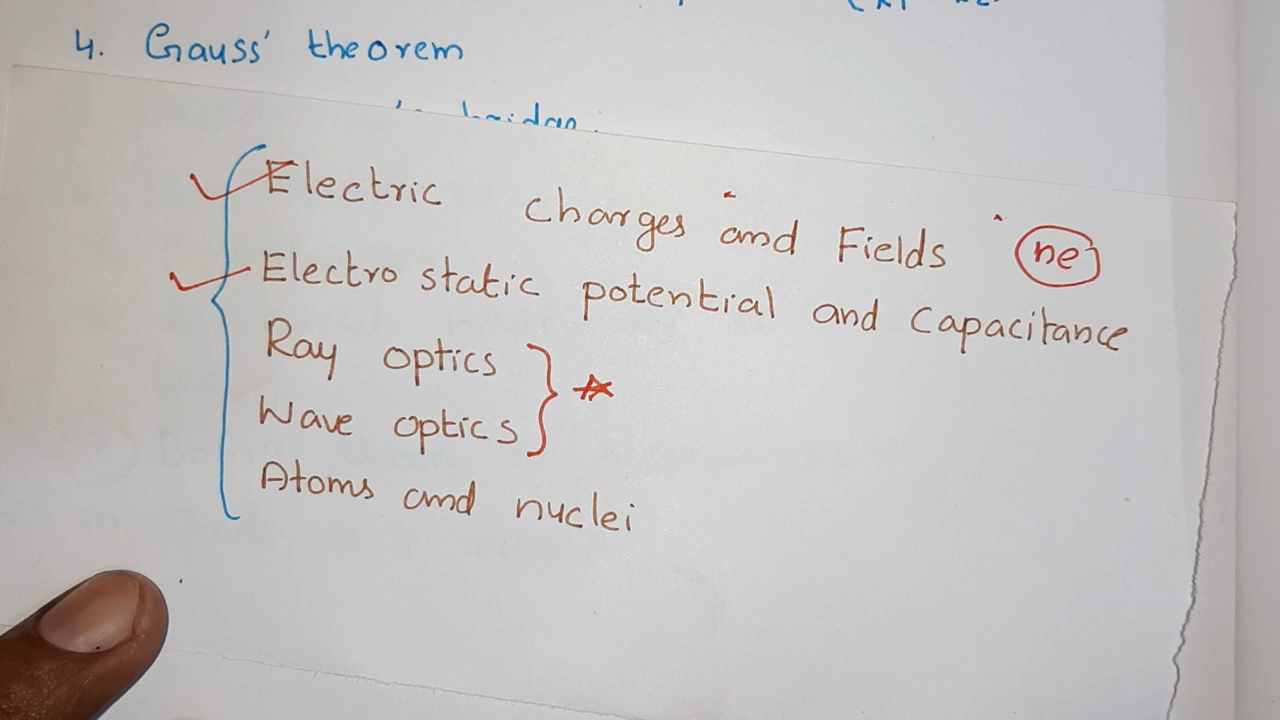 4. Gauss' theorem
Electric charges and Fields ne
Electro static potential and Capacitance
Ray optics
Wave optics
Atoms and nuclei